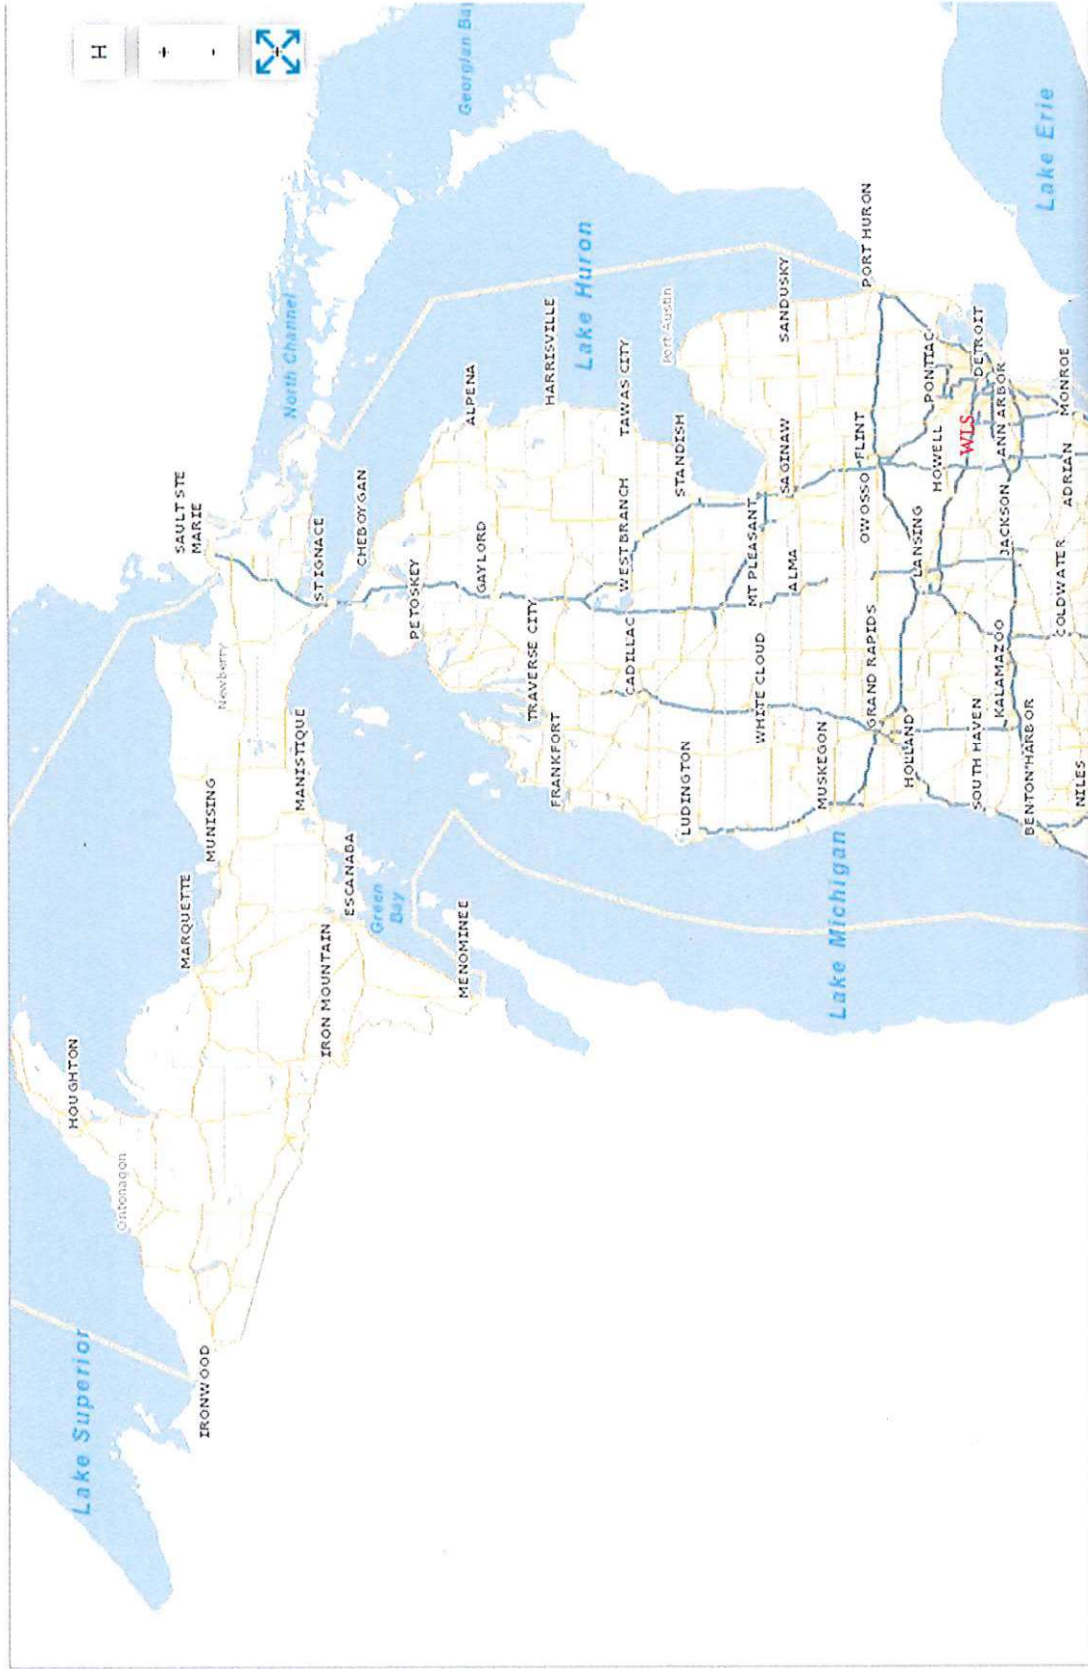 H
+
-
Lake Superior
HOUGHTON
Ontonagon
IRONWOOD
MARQUETTE
MUNISING
Newberry
SAULT STE
MARIE
North Channel
Georgian Bay
MANISTIQUE
ST IGNACE
IRON MOUNTAIN
ESCANABA
Green
Bay
CHEBOYGAN
MENOMINEE
PETOSKEY
GAYLORD
ALPENA
TRAVERSE CITY
FRANKFORT
HARRISVILLE
Lake Huron
CADILLAC
WEST BRANCH
TAWAS CITY
LUDINGTON
STANDISH
Port Austin
WHITE CLOUD
MT PLEASANT
ALMA
SAGINAW
SANDUSKY
MUSKEGON
Lake Michigan
GRAND RAPIDS
OWOSSO
FLINT
PORT HURON
HOLLAND
LANSING
HOWELL
PONTIAC
WLS
DETROIT
SOUTH HAVEN
KALAMAZOO
JACKSON
ANN ARBOR
BENTON HARBOR
COLDWATER
ADRIAN
MONROE
NILES
Lake Erie